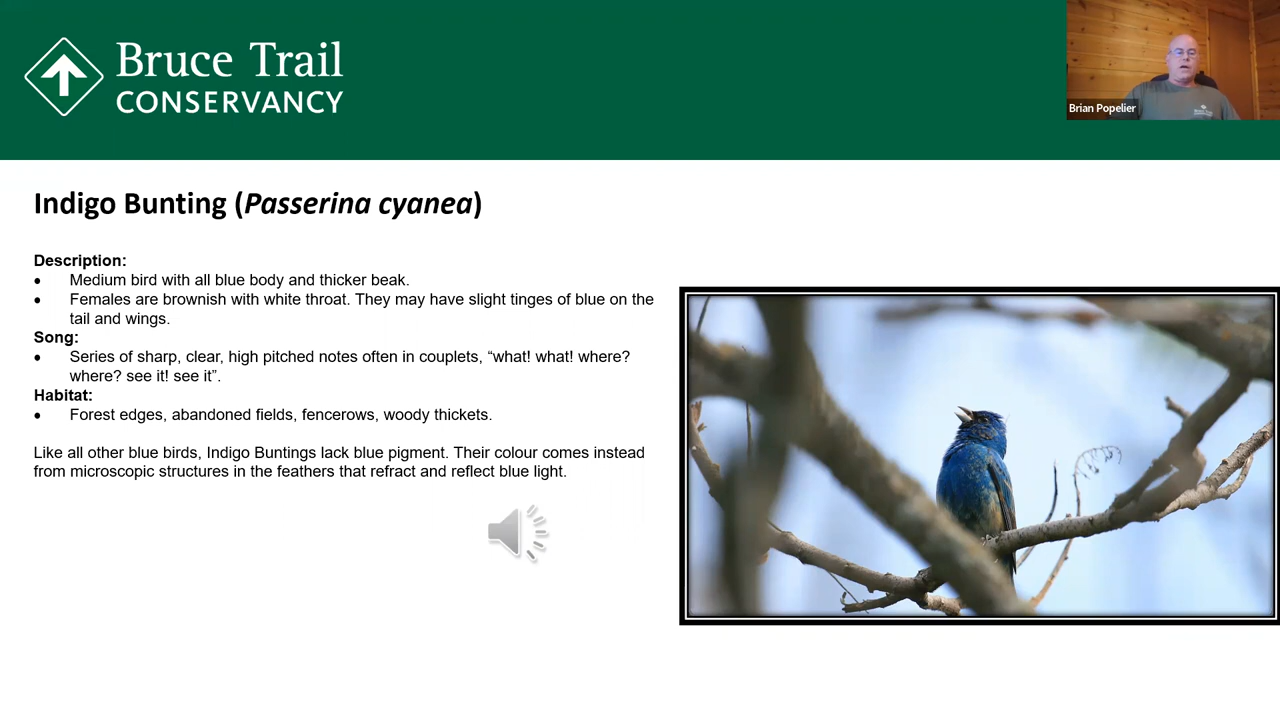 Bruce Trail
CONSERVANCY
Brian Popelier
Indigo Bunting (Passerina cyanea)
Description:
• Medium bird with all blue body and thicker beak.
• Females are brownish with white throat. They may have slight tinges of blue on the
tail and wings.
Song:
• Series of sharp, clear, high pitched notes often in couplets, “what! what! where?
where? see it! see it”.
Habitat:
• Forest edges, abandoned fields, fencerows, woody thickets.
Like all other blue birds, Indigo Buntings lack blue pigment. Their colour comes instead
from microscopic structures in the feathers that refract and reflect blue light.